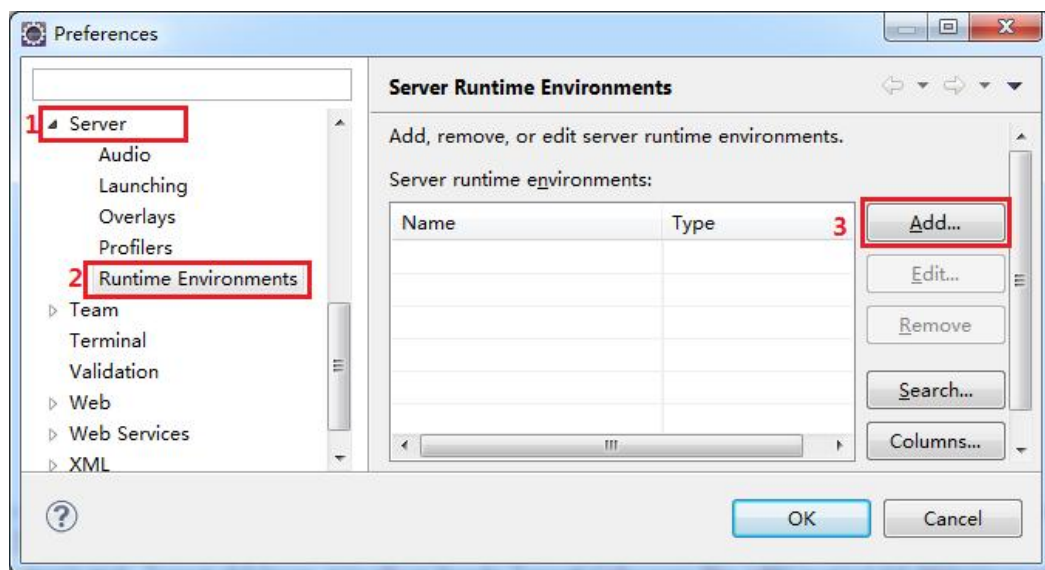 Preferences
Server Runtime Environments
1 Server
Audio
Launching
Overlays
Profilers
2 Runtime Environments
Team
Terminal
Validation
Web
Web Services
XML
Add, remove, or edit server runtime environments.
Server runtime environments:
Name Type 3
Add...
Edit...
Remove
Search...
Columns...
OK Cancel